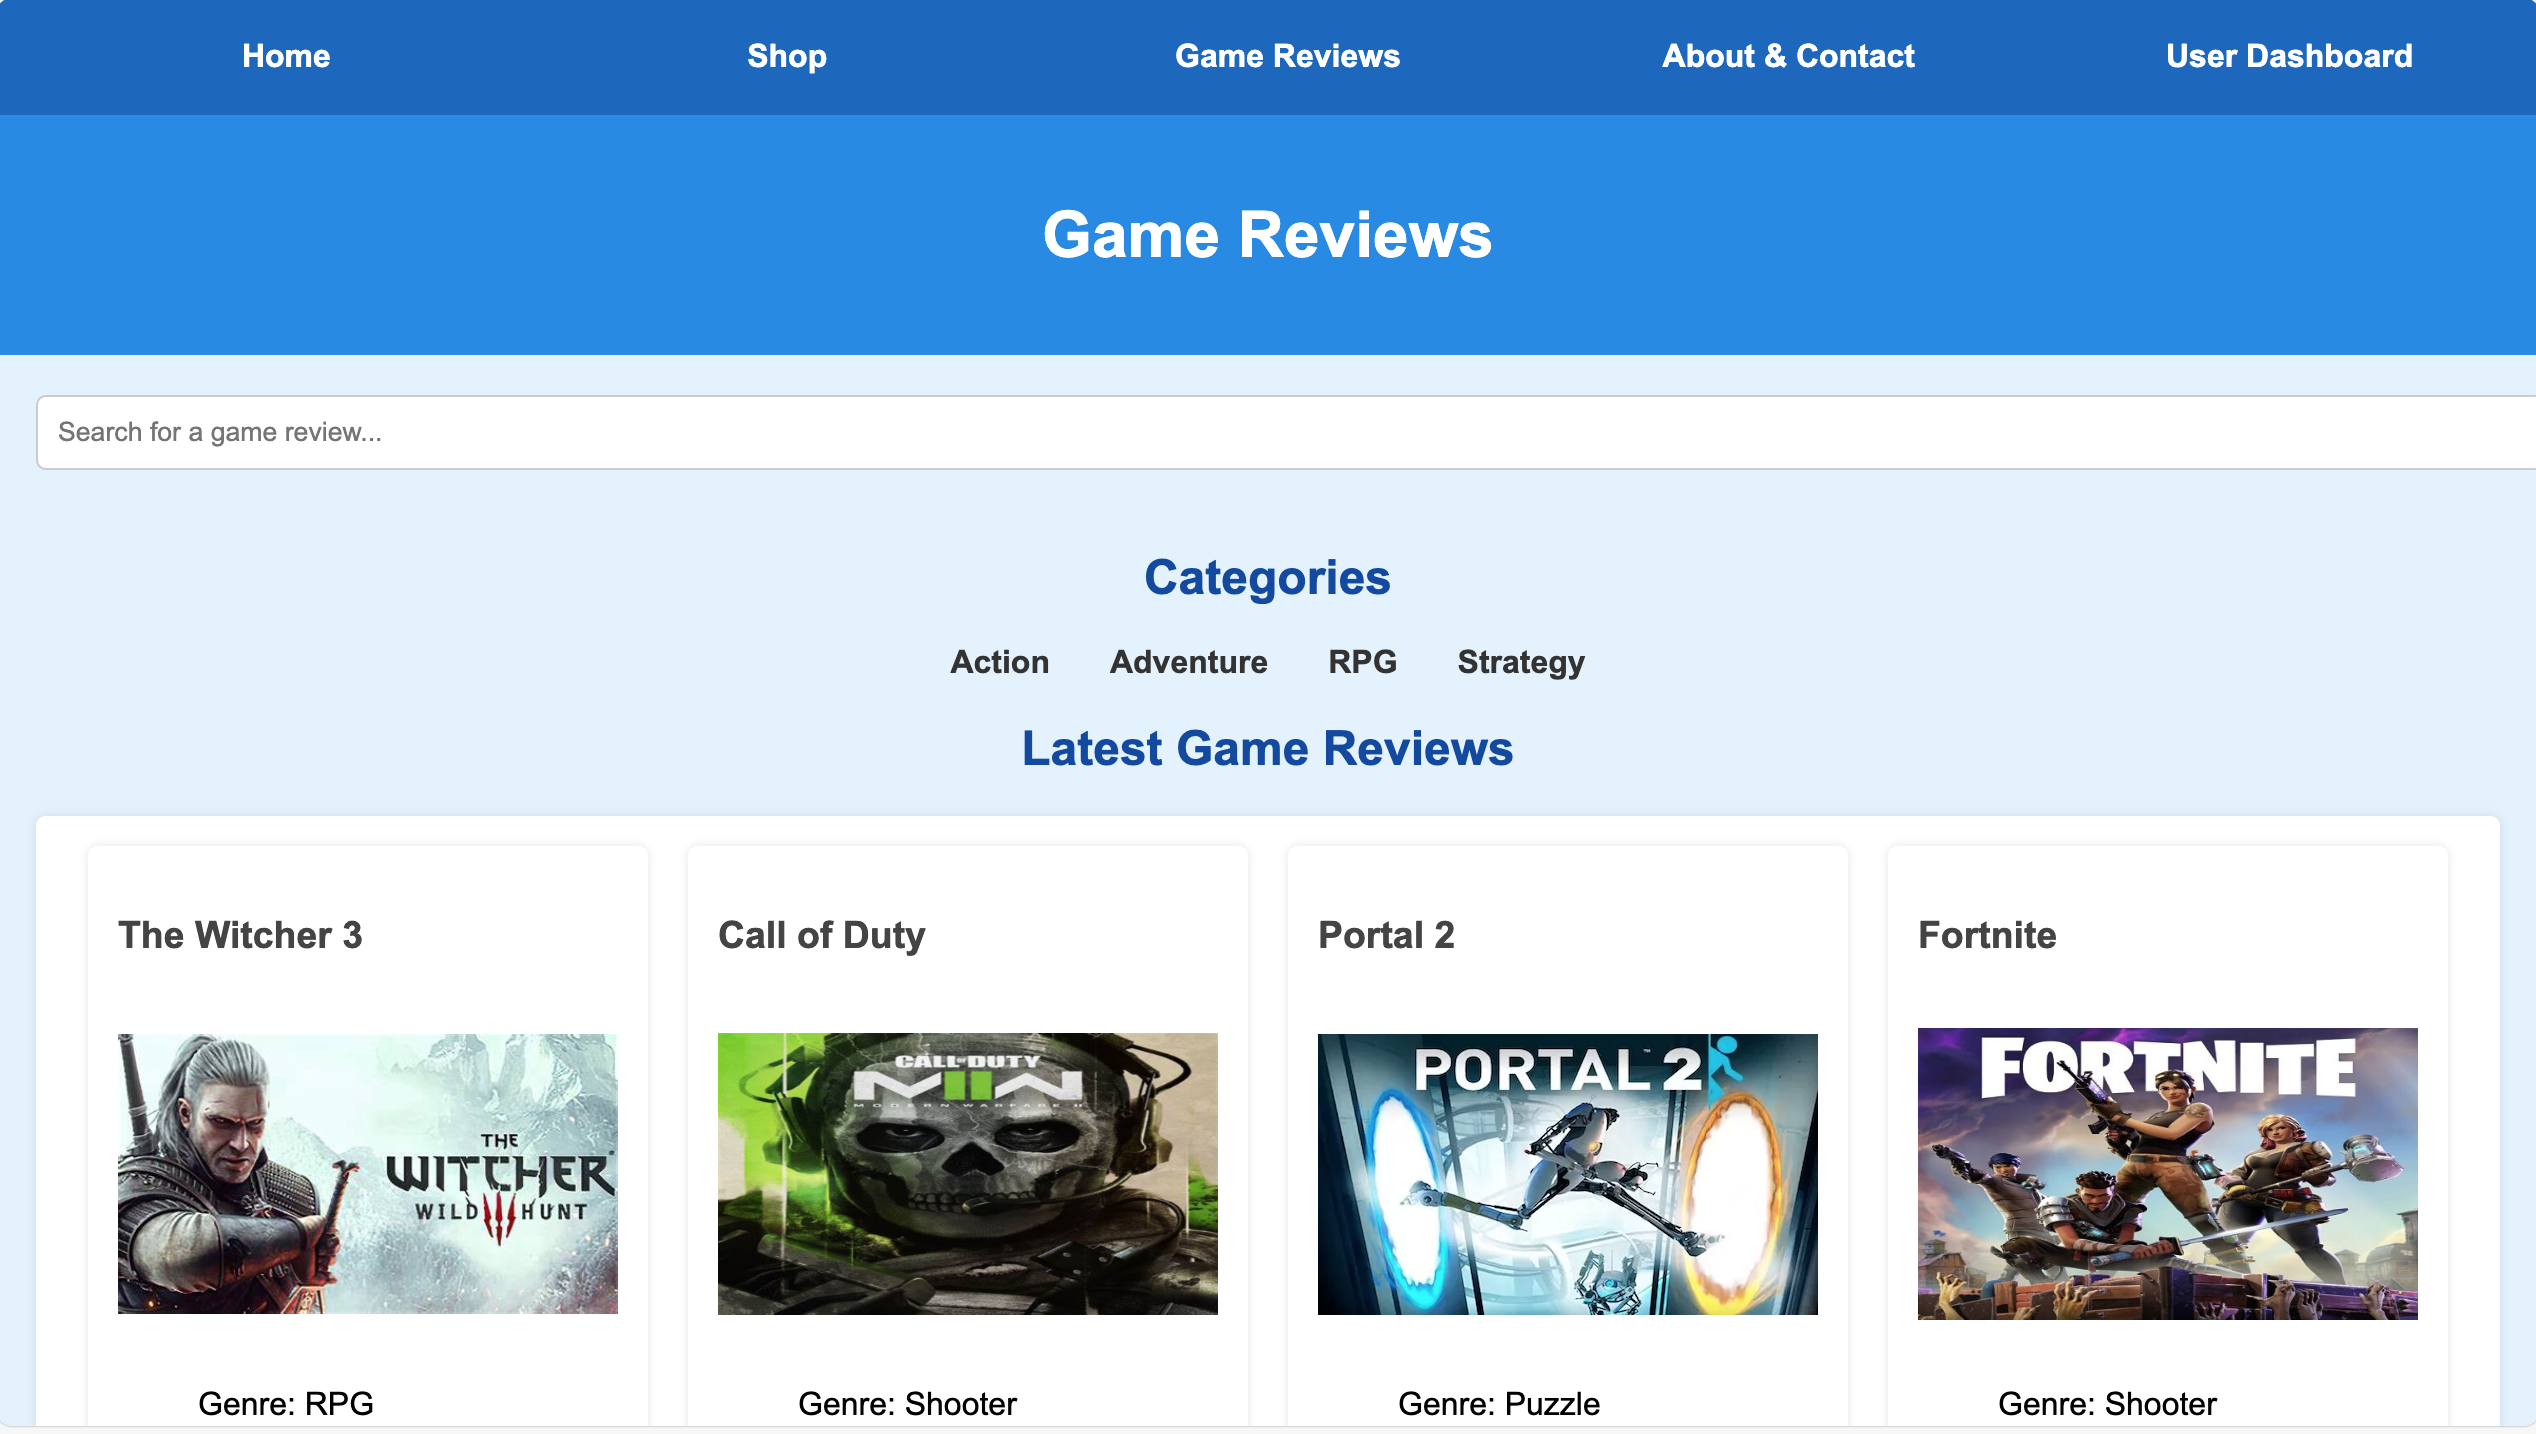 Home Shop Game Reviews About & Contact User Dashboard
Game Reviews
Search for a game review...
Categories
Action Adventure RPG Strategy
Latest Game Reviews
The Witcher 3
THE
WITCHER
WILD III HUNT
Genre: RPG
Call of Duty
CALL OF DUTY
MWII
MODERN WARFARE II
Genre: Shooter
Portal 2
PORTAL 2
Genre: Puzzle
Fortnite
FORTNITE
Genre: Shooter